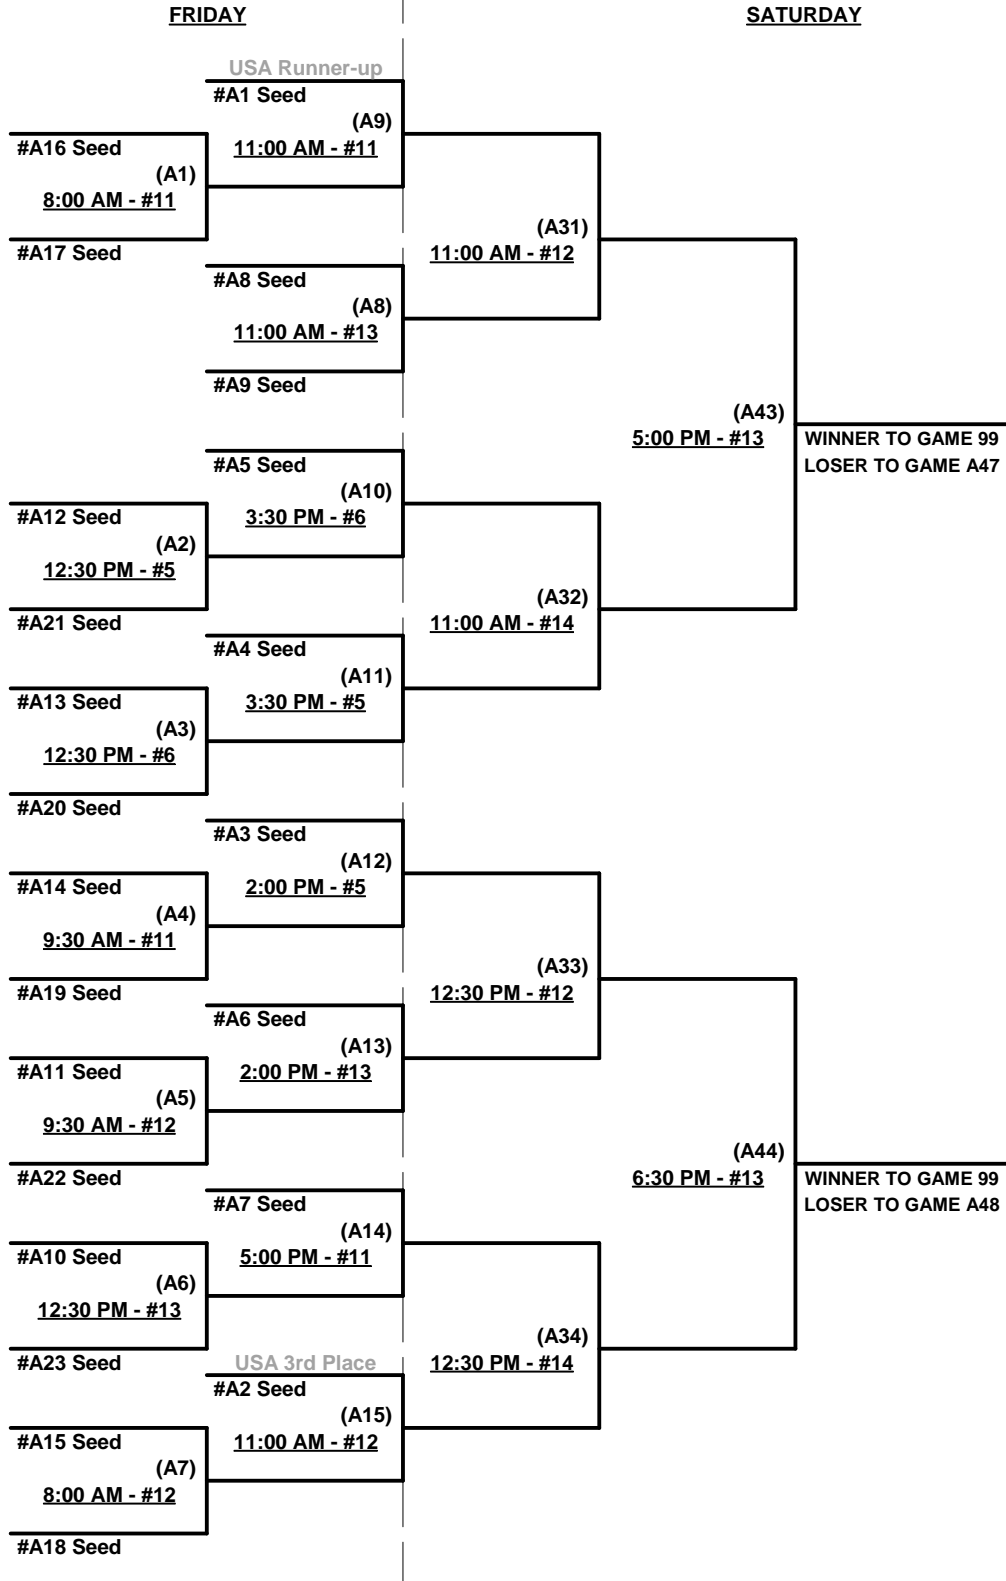 FRIDAY
SATURDAY
USA Runner-up
#A1 Seed
(A9)
#A16 Seed
11:00 AM - #11
(A1)
8:00 AM - #11
(A31)
#A17 Seed
11:00 AM - #12
#A8 Seed
(A8)
11:00 AM - #13
#A9 Seed
(A43)
5:00 PM - #13
WINNER TO GAME 99
#A5 Seed
LOSER TO GAME A47
(A10)
#A12 Seed
3:30 PM - #6
(A2)
12:30 PM - #5
(A32)
#A21 Seed
11:00 AM - #14
#A4 Seed
(A11)
#A13 Seed
3:30 PM - #5
(A3)
12:30 PM - #6
#A20 Seed
#A3 Seed
(A12)
#A14 Seed
2:00 PM - #5
(A4)
9:30 AM - #11
(A33)
#A19 Seed
12:30 PM - #12
#A6 Seed
(A13)
#A11 Seed
2:00 PM - #13
(A5)
9:30 AM - #12
(A44)
#A22 Seed
6:30 PM - #13
WINNER TO GAME 99
#A7 Seed
LOSER TO GAME A48
(A14)
#A10 Seed
5:00 PM - #11
(A6)
12:30 PM - #13
(A34)
#A23 Seed
USA 3rd Place
12:30 PM - #14
#A2 Seed
(A15)
#A15 Seed
11:00 AM - #12
(A7)
8:00 AM - #12
#A18 Seed